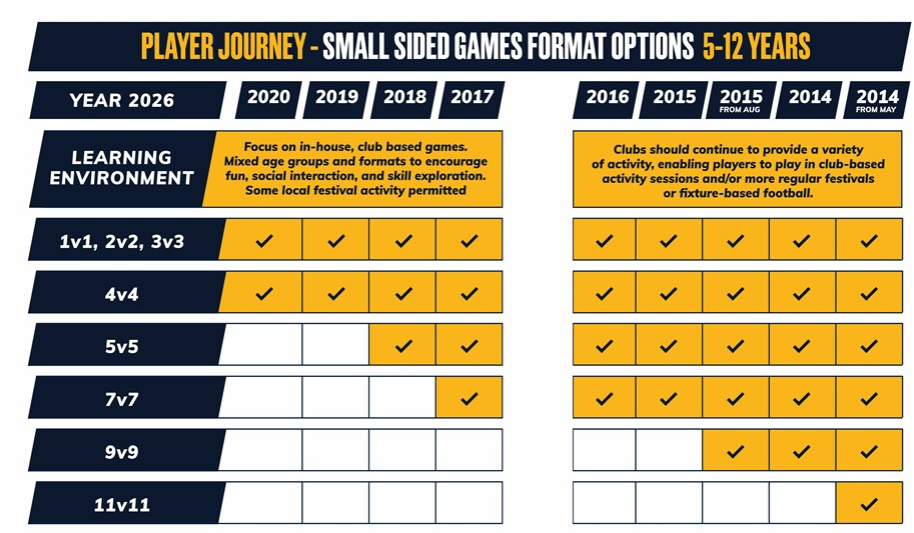 PLAYER JOURNEY - SMALL SIDED GAMES FORMAT OPTIONS 5-12 YEARS
YEAR 2026
2020
2019
2018
2017
2016
2015
2015
FROM AUG
2014
2014
FROM MAY
LEARNING
ENVIRONMENT
Focus on in-house, club based games.
Mixed age groups and formats to encourage
fun, social interaction, and skill exploration.
Some local festival activity permitted
Clubs should continue to provide a variety
of activity, enabling players to play in club-based
activity sessions and/or more regular festivals
or fixture-based football.
1v1, 2v2, 3v3
4v4
5v5
7v7
9v9
11v11